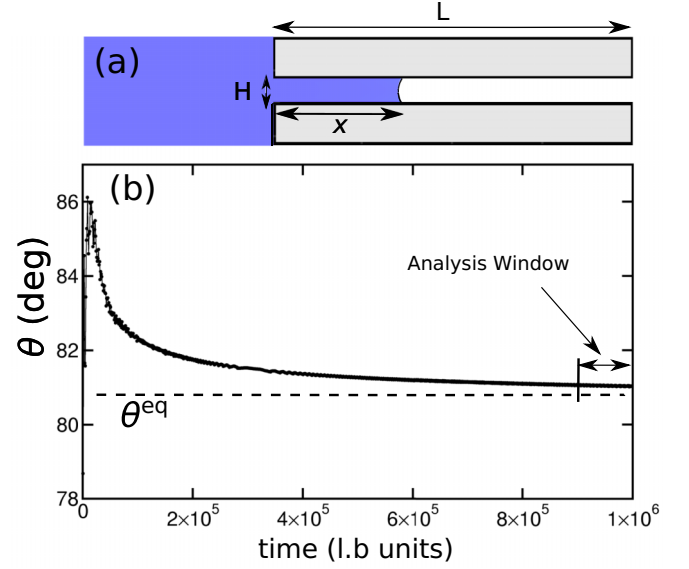 L
(a)
H
x
(b)
86
84
82
80
78
θ (deg)
Analysis Window
θ^eq
0
2×10^5
4×10^5
6×10^5
8×10^5
1×10^6
time (l.b units)